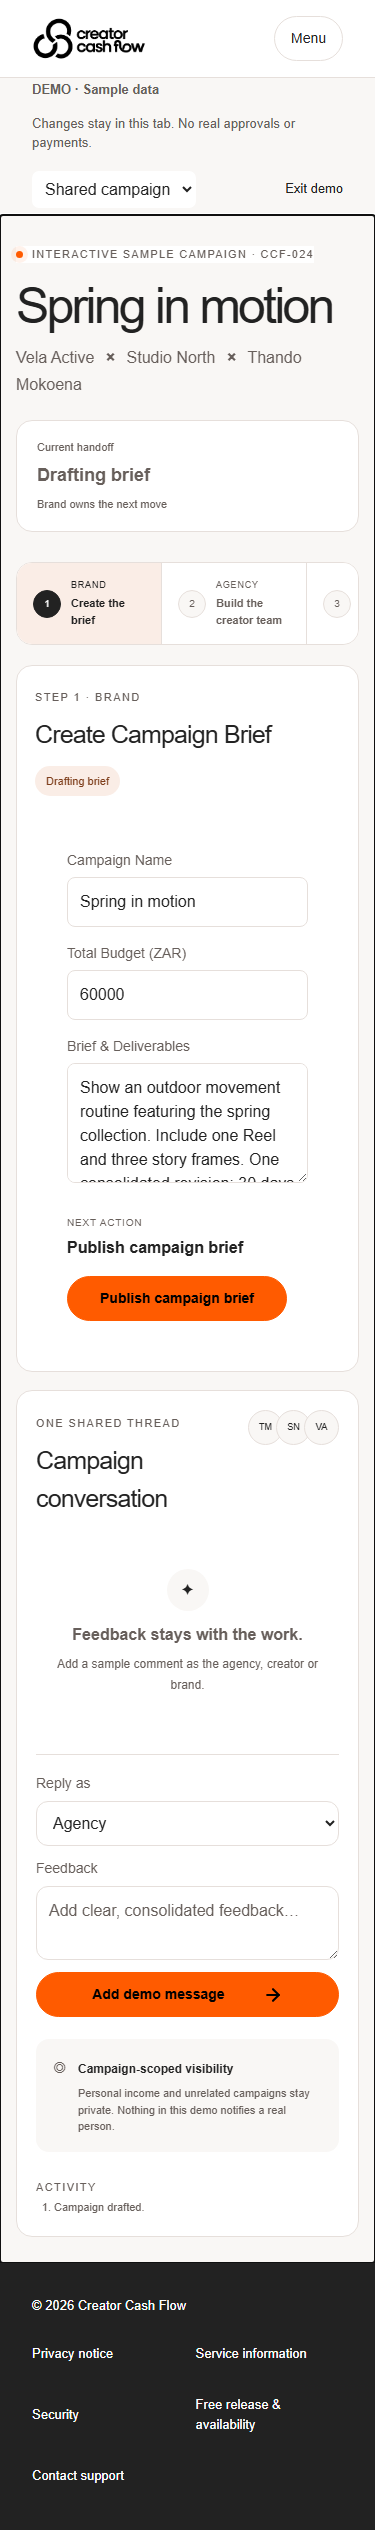 creator
cash flow
Menu
DEMO · Sample data
Changes stay in this tab. No real approvals or
payments.
Shared campaign
Exit demo
INTERACTIVE SAMPLE CAMPAIGN · CCF-024
Spring in motion
Vela Active × Studio North × Thando
Mokoena
Current handoff
Drafting brief
Brand owns the next move
1
BRAND
Create the
brief
2
AGENCY
Build the
creator team
3
STEP 1 · BRAND
Create Campaign Brief
Drafting brief
Campaign Name
Spring in motion
Total Budget (ZAR)
60000
Brief & Deliverables
Show an outdoor movement
routine featuring the spring
collection. Include one Reel
and three story frames. One
consolidated revision; 30 days
NEXT ACTION
Publish campaign brief
Publish campaign brief
ONE SHARED THREAD
TM
SN
VA
Campaign
conversation
Feedback stays with the work.
Add a sample comment as the agency, creator or
brand.
Reply as
Agency
Feedback
Add clear, consolidated feedback...
Add demo message →
Campaign-scoped visibility
Personal income and unrelated campaigns stay
private. Nothing in this demo notifies a real
person.
ACTIVITY
1. Campaign drafted.
© 2026 Creator Cash Flow
Privacy notice
Service information
Security
Free release &
availability
Contact support